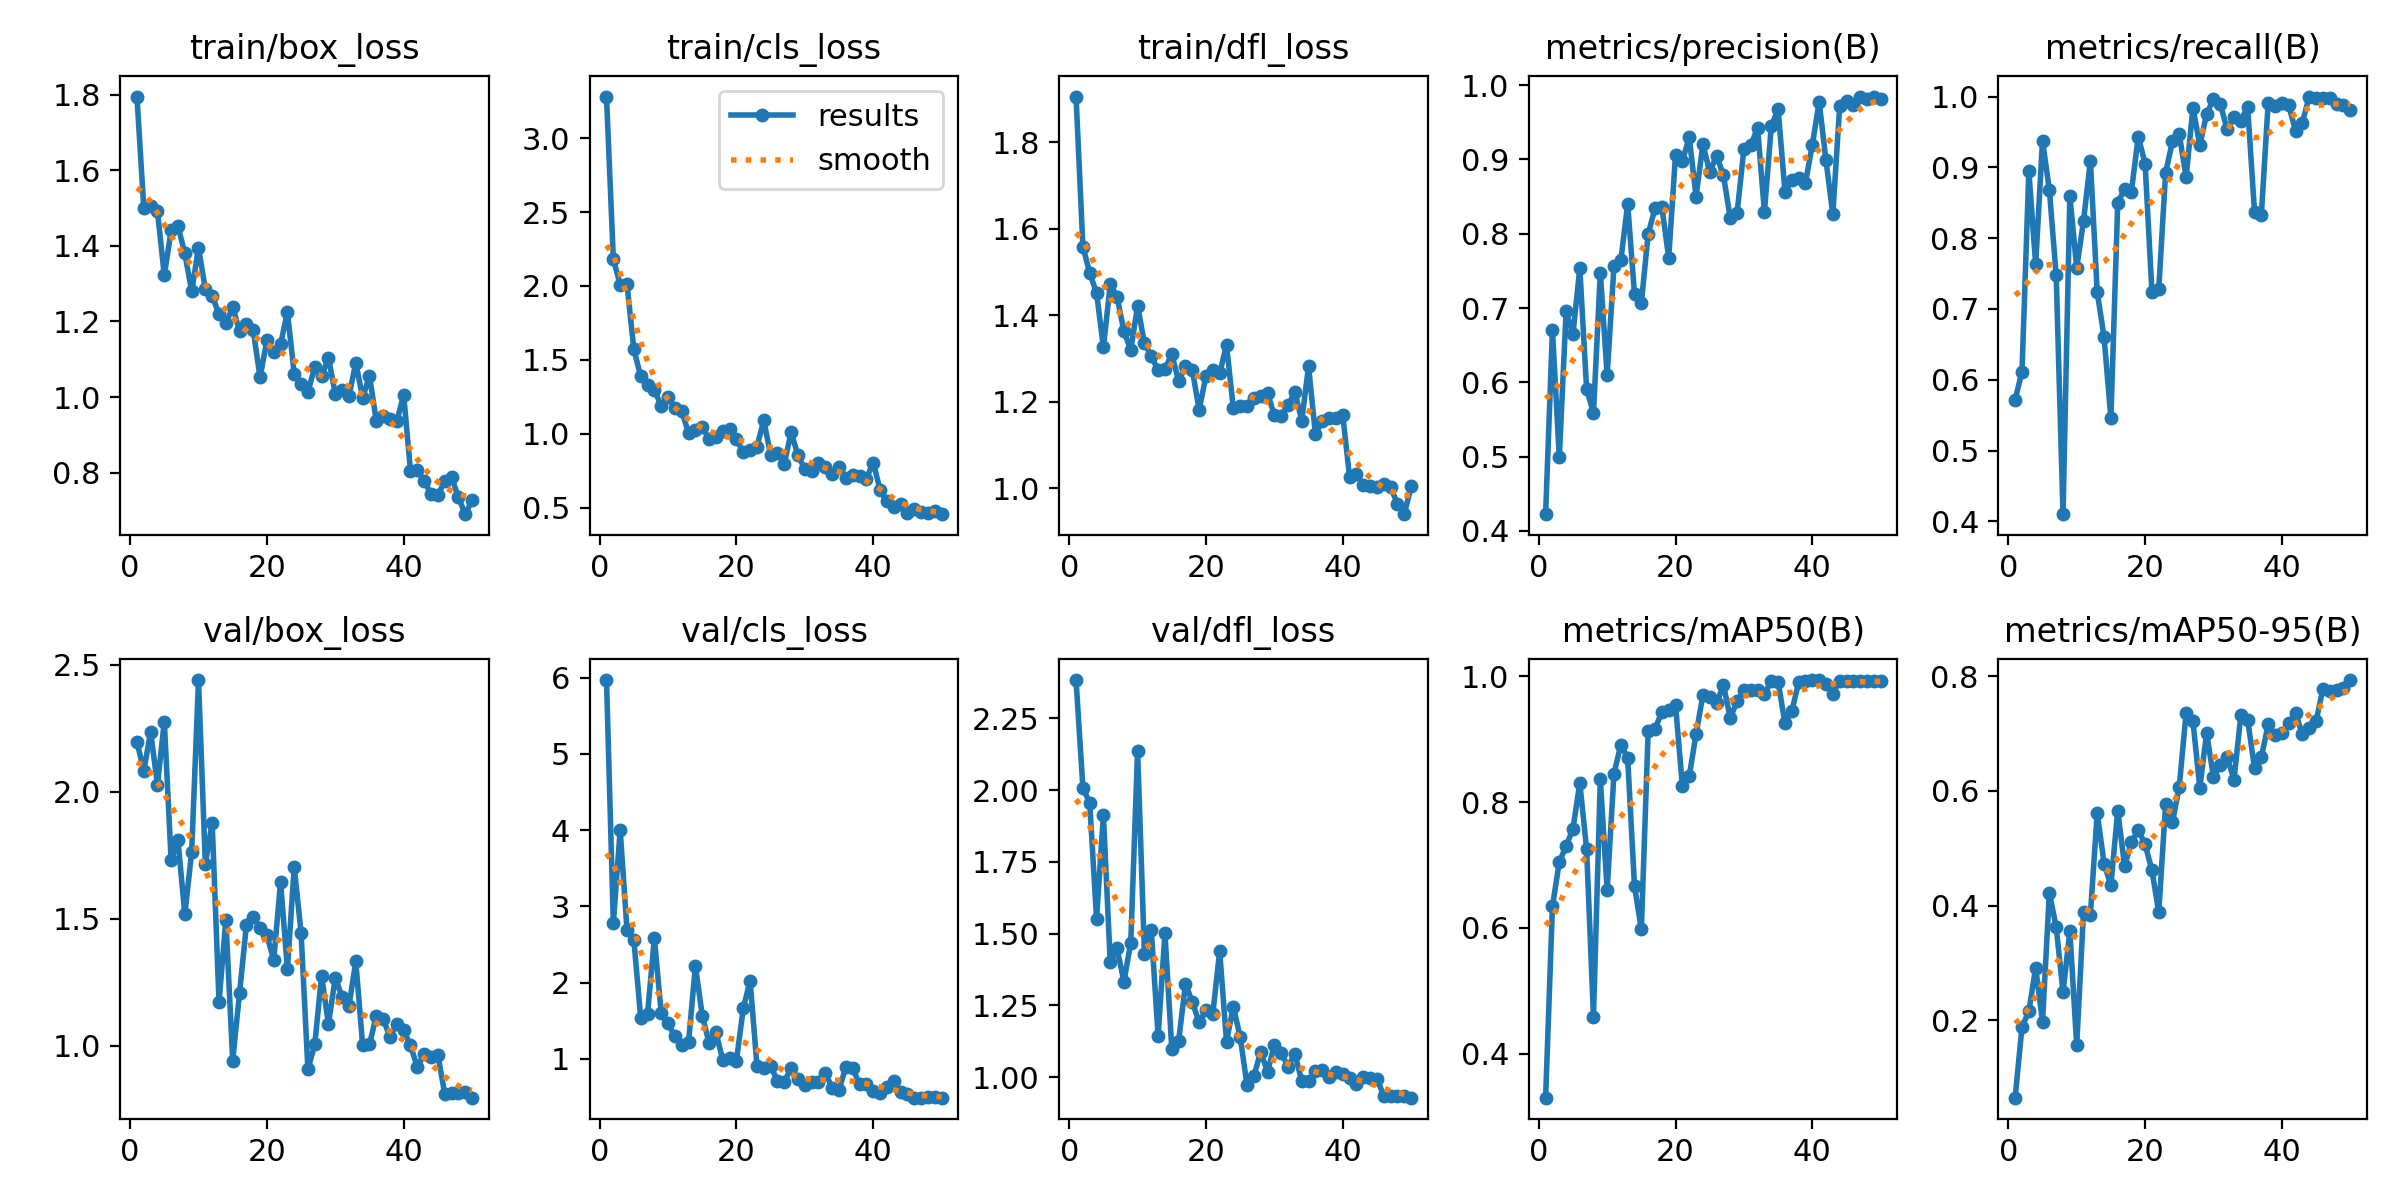 train/box_loss
1.8
1.6
1.4
1.2
1.0
0.8
0 20 40
train/cls_loss
results
smooth
3.0
2.5
2.0
1.5
1.0
0.5
0 20 40
train/dfl_loss
1.8
1.6
1.4
1.2
1.0
0 20 40
metrics/precision(B)
1.0
0.9
0.8
0.7
0.6
0.5
0.4
0 20 40
metrics/recall(B)
1.0
0.9
0.8
0.7
0.6
0.5
0.4
0 20 40
val/box_loss
2.5
2.0
1.5
1.0
0 20 40
val/cls_loss
6
5
4
3
2
1
0 20 40
val/dfl_loss
2.25
2.00
1.75
1.50
1.25
1.00
0 20 40
metrics/mAP50(B)
1.0
0.8
0.6
0.4
0 20 40
metrics/mAP50-95(B)
0.8
0.6
0.4
0.2
0 20 40